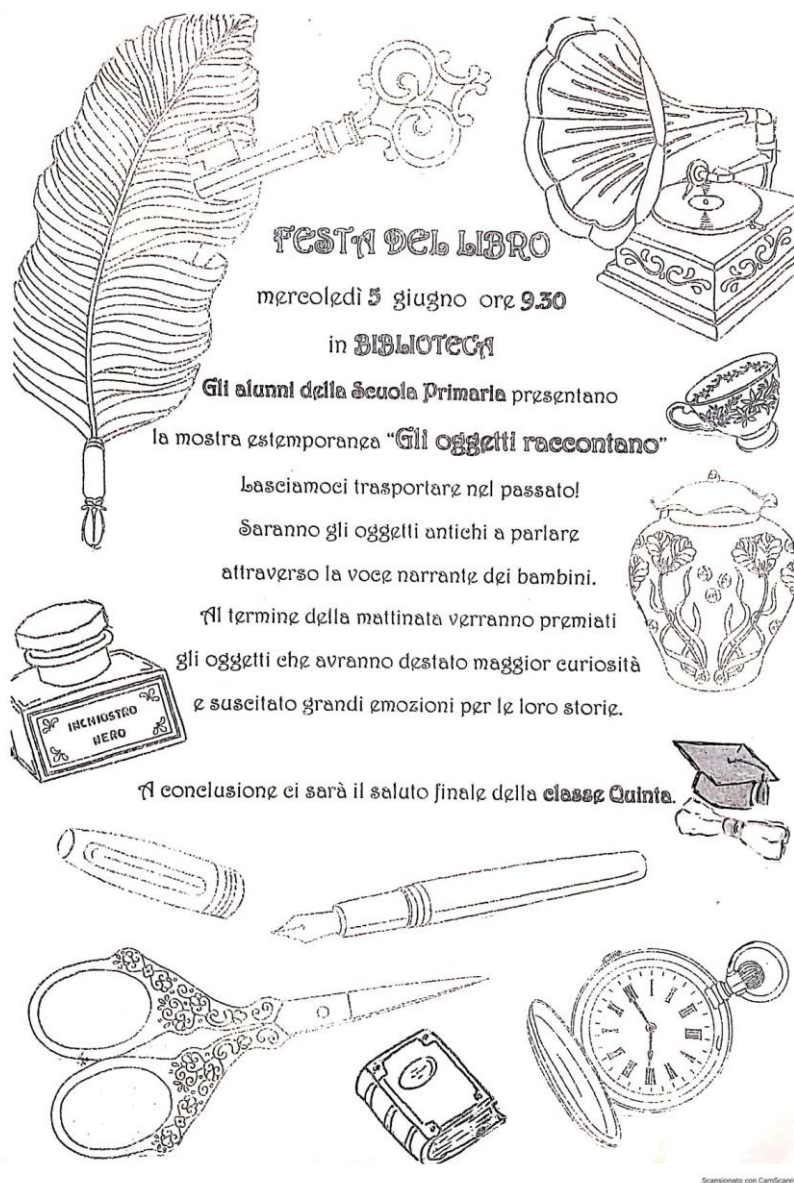 FESTA DEL LIBRO
mercoledì 5 giugno ore 9.30
in BIBLIOTECA
Gli alunni della Scuola Primaria presentano
la mostra estemporanea “Gli oggetti raccontano”
Lasciamoci trasportare nel passato!
Saranno gli oggetti antichi a parlare
attraverso la voce narrante dei bambini.
Al termine della mattinata verranno premiati
gli oggetti che avranno destato maggior curiosità
e suscitato grandi emozioni per le loro storie.
INCHIOSTRO
NERO
A conclusione ci sarà il saluto finale della classe Quinta.
Scansionato con CamScann